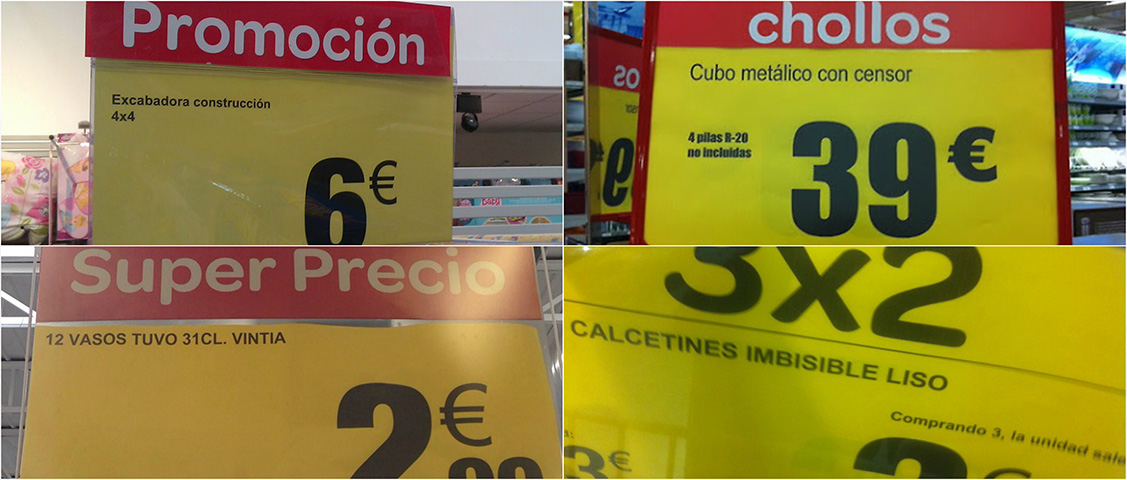 Promoción
Excabadora construcción
4x4
6€
chollos
Cubo metálico con censor
4 pilas R-20
no incluidas
39€
Super Precio
12 VASOS TUVO 31CL. VINTIA
2€
3x2
CALCETINES IMBISIBLE LISO
Comprando 3, la unidad sale
3€